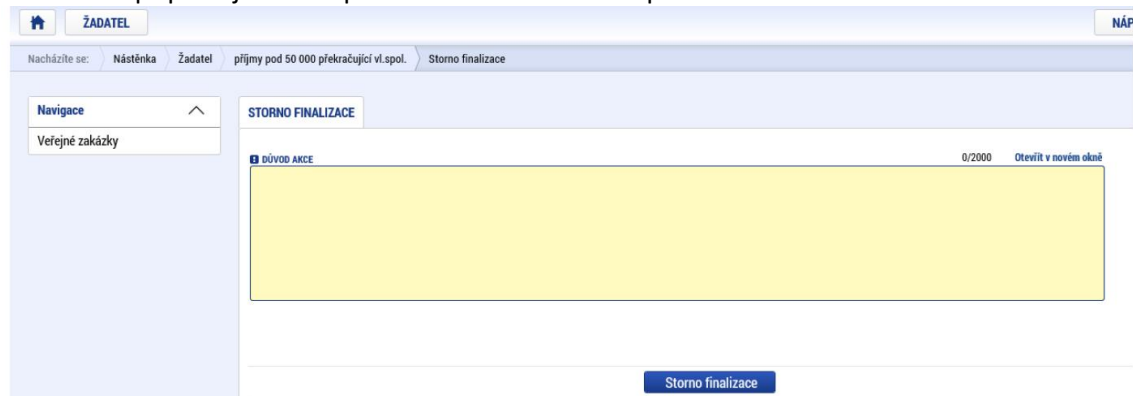 ŽADATEL
Nacházíte se: Nástěnka Žadatel příjmy pod 50 000 překračující vl.spol. Storno finalizace
Navigace
STORNO FINALIZACE
Veřejné zakázky
DŮVOD AKCE 0/2000 Otevřít v novém okně
Storno finalizace